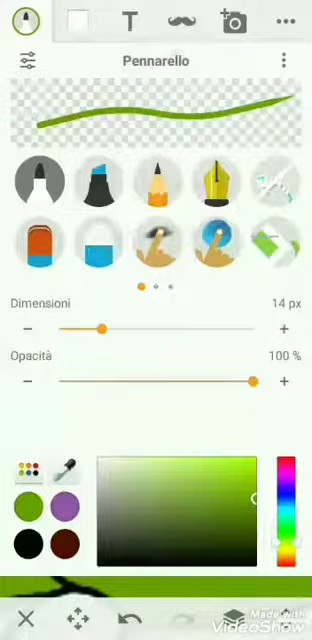 T
Pennarello
Dimensioni
14 px
Opacità
100 %
Made with
VideoShow